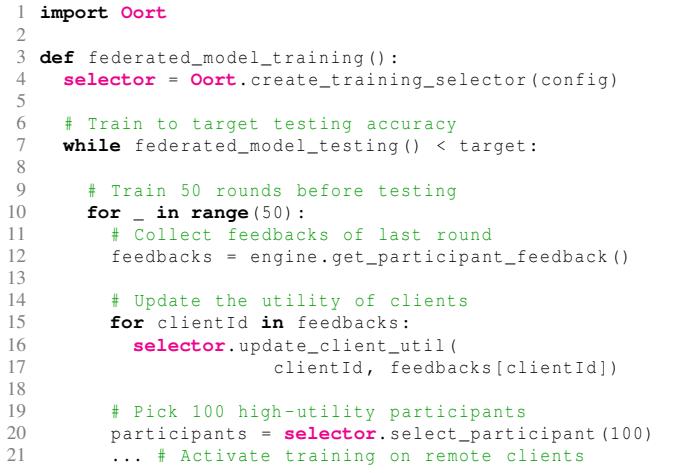 1 import Oort
2
3 def federated_model_training():
4   selector = Oort.create_training_selector(config)
5
6   # Train to target testing accuracy
7   while federated_model_testing() < target:
8
9     # Train 50 rounds before testing
10     for _ in range(50):
11       # Collect feedbacks of last round
12       feedbacks = engine.get_participant_feedback()
13
14       # Update the utility of clients
15       for clientId in feedbacks:
16         selector.update_client_util(
17                     clientId, feedbacks[clientId])
18
19       # Pick 100 high-utility participants
20       participants = selector.select_participant(100)
21       ... # Activate training on remote clients